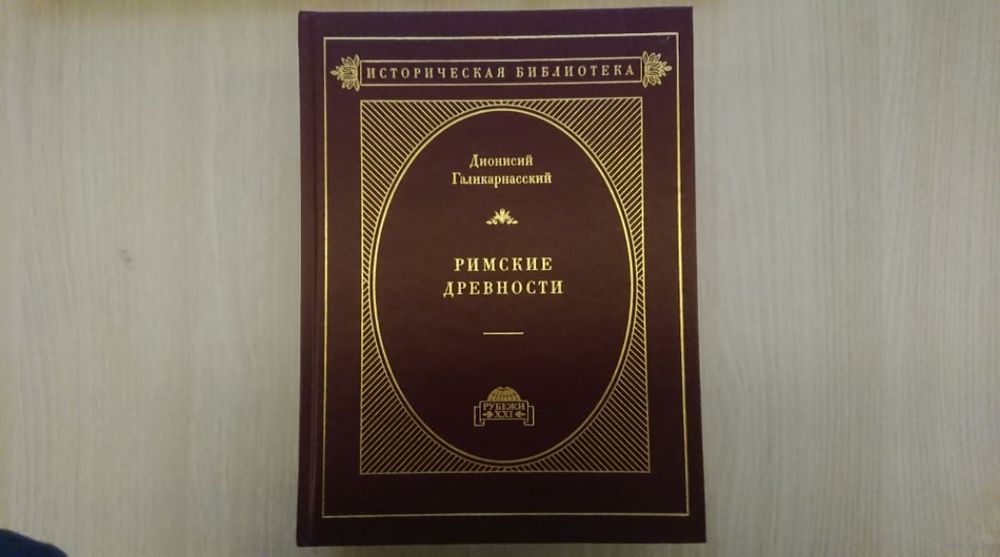 ИСТОРИЧЕСКАЯ БИБЛИОТЕКА
Дионисий
Галикарнасский
РИМСКИЕ
ДРЕВНОСТИ
РУБЕЖИ
XXI